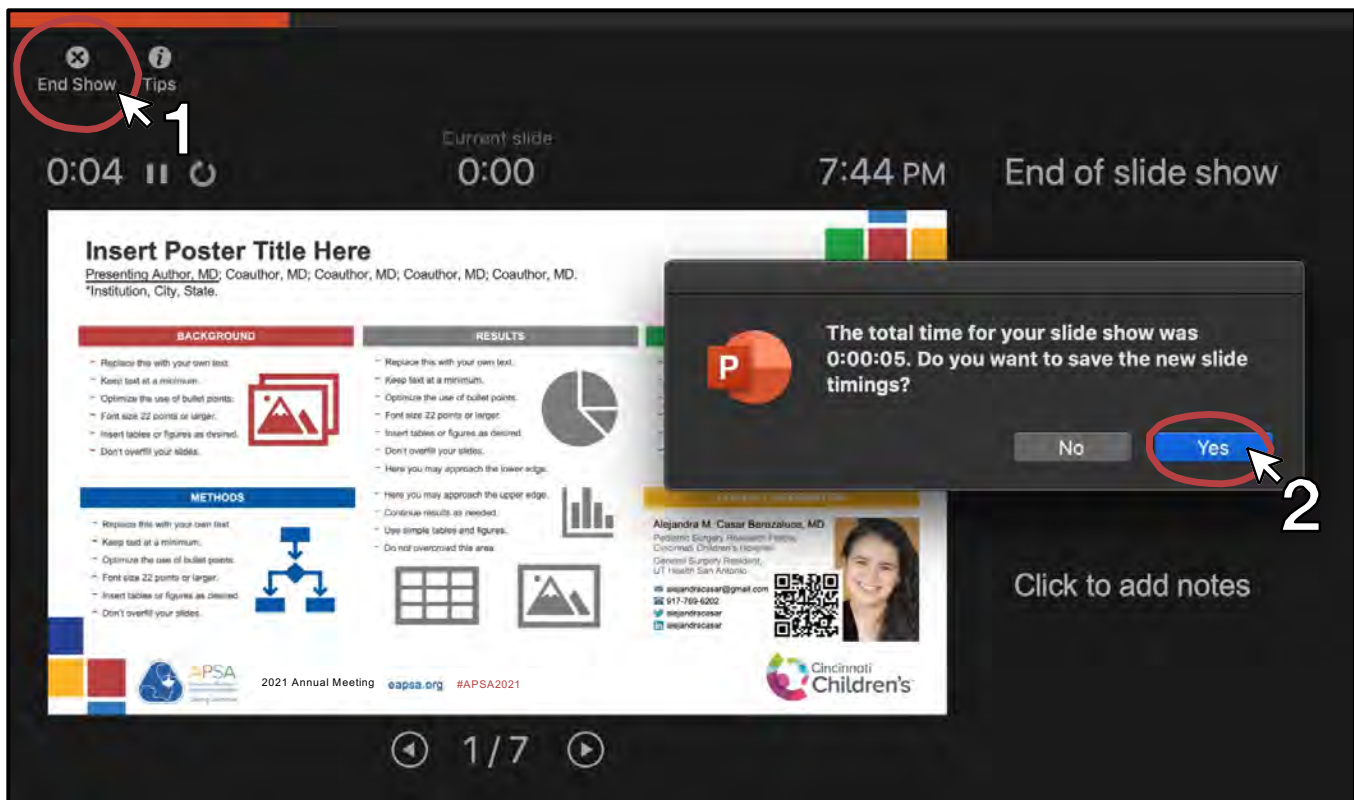 End Show
Tips
1
Current slide
0:04
0:00
7:44 PM
End of slide show
Insert Poster Title Here
Presenting Author, MD; Coauthor, MD; Coauthor, MD; Coauthor, MD; Coauthor, MD.
*Institution, City, State.
BACKGROUND
- Replace this with your own text.
- Keep text at a minimum.
- Optimize the use of bullet points.
- Font size 22 points or larger.
- Insert tables or figures as desired.
- Don't overfill your slides.
METHODS
- Replace this with your own text.
- Keep text at a minimum.
- Optimize the use of bullet points.
- Font size 22 points or larger.
- Insert tables or figures as desired.
- Don't overfill your slides.
RESULTS
- Replace this with your own text.
- Keep text at a minimum.
- Optimize the use of bullet points.
- Font size 22 points or larger.
- Insert tables or figures as desired.
- Don't overfill your slides.
- Here you may approach the lower edge.
- Here you may approach the upper edge.
- Continue results as needed.
- Use simple tables and figures.
- Do not overcrowd this area.
P
The total time for your slide show was
0:00:05. Do you want to save the new slide
timings?
No
Yes
2
Alejandra M. Casar Berazaluce, MD
Pediatric Surgery Research Fellow,
Cincinnati Children's Hospital
General Surgery Resident,
UT Health San Antonio
alejandracasar@gmail.com
917-769-6202
alejandracasar
alejandracasar
Click to add notes
APSA
2021 Annual Meeting
eapsa.org
#APSA2021
Cincinnati
Children's
1/7